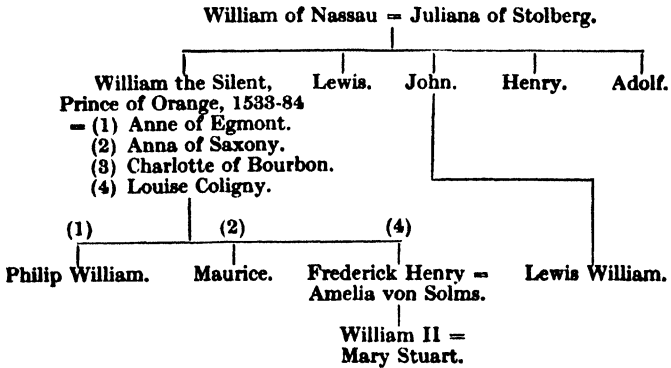 William of Nassau = Juliana of Stolberg.
William the Silent, Lewis. John. Henry. Adolf.
Prince of Orange, 1533-84
= (1) Anne of Egmont.
(2) Anna of Saxony.
(3) Charlotte of Bourbon.
(4) Louise Coligny.
(1) (2) (4)
Philip William. Maurice. Frederick Henry = Lewis William.
Amelia von Solms.
William II =
Mary Stuart.